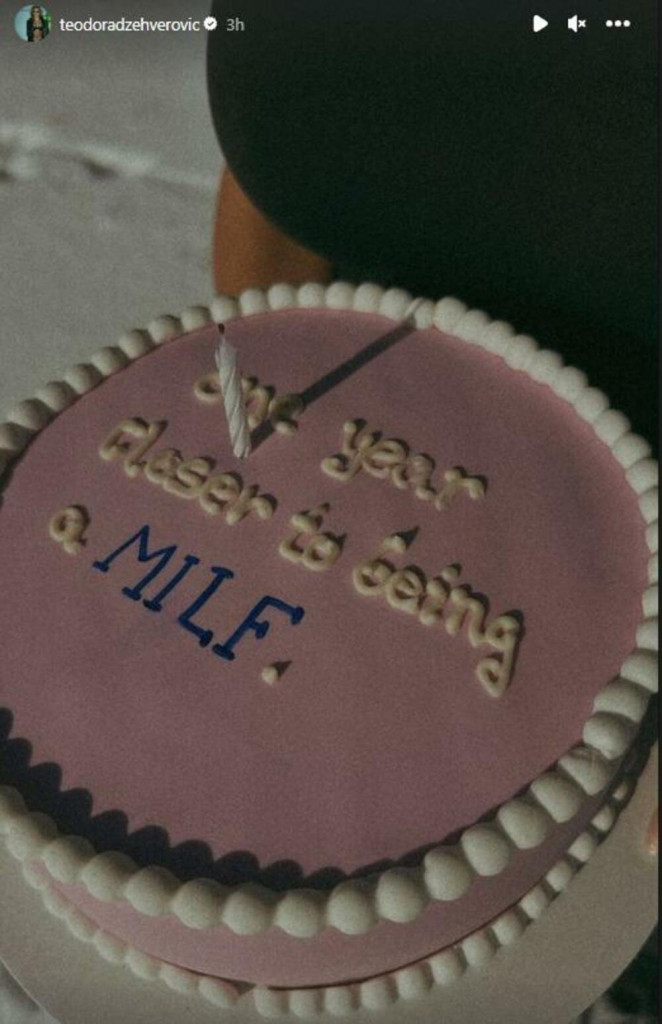 teodoradzehverovic 3h
one year
closer to being
a MILF.